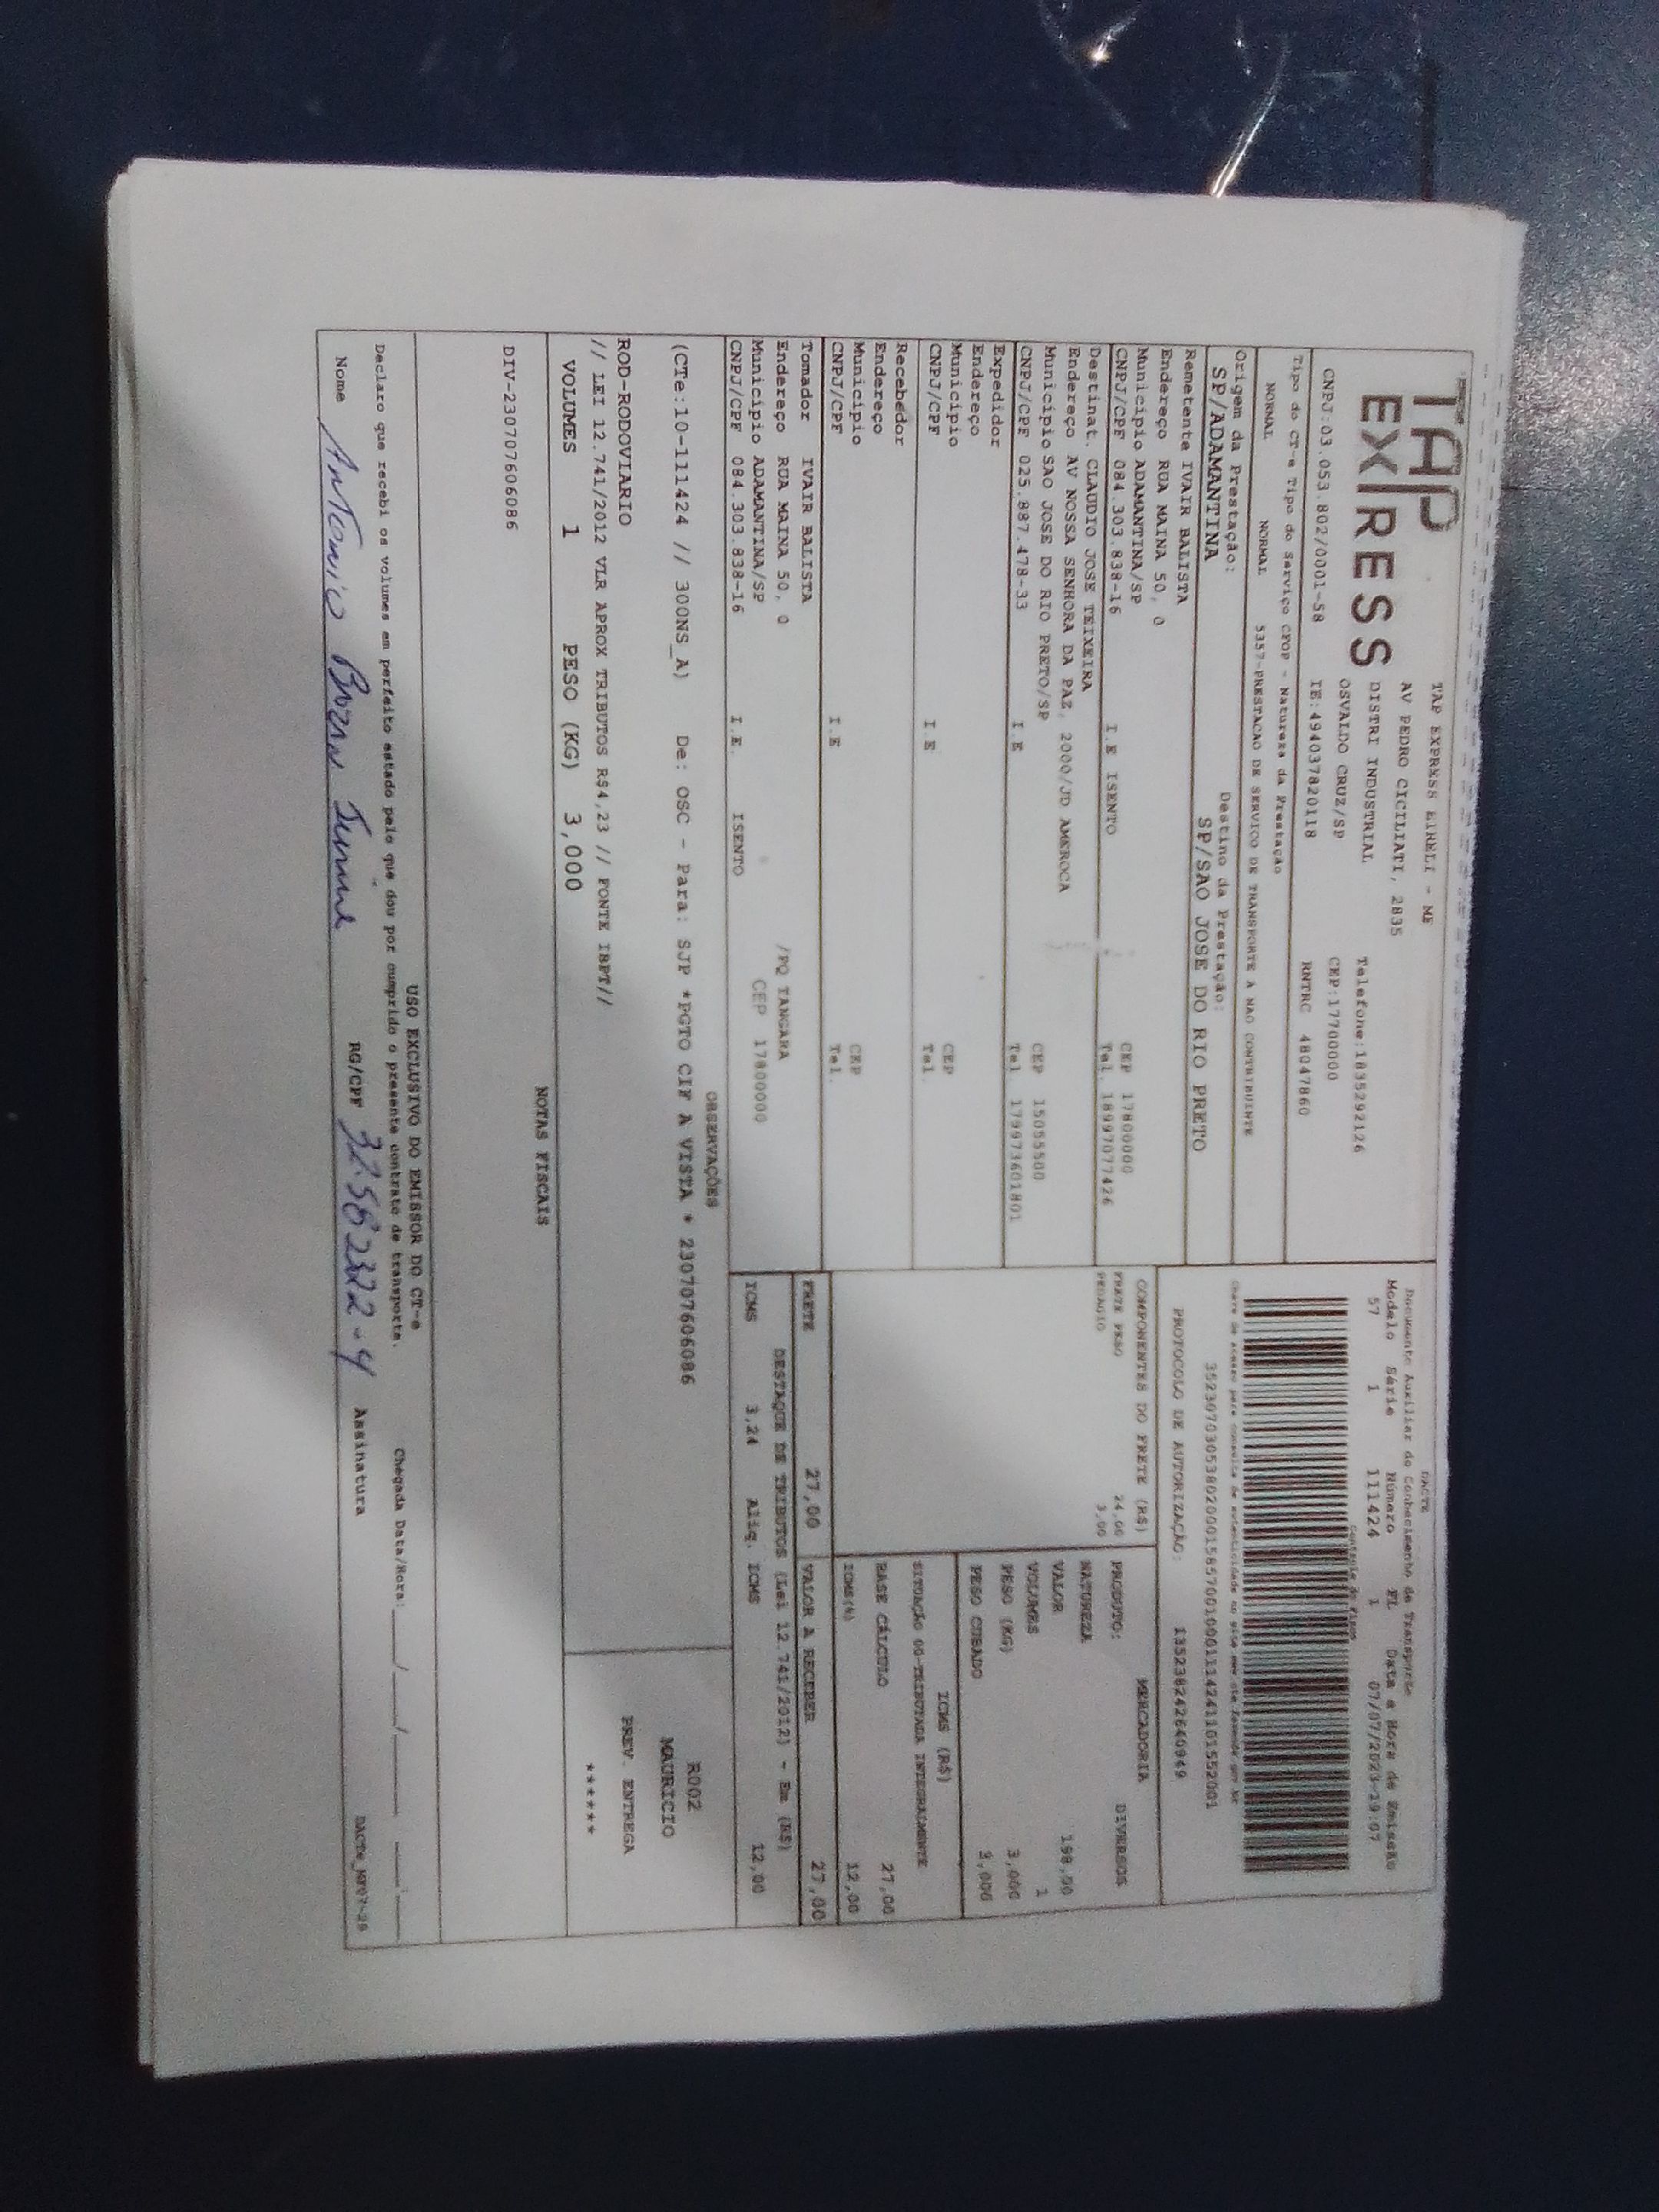 TAP
EXPRESS
TAP EXPRESS EIRELI - ME
AV PEDRO CICILIATI, 2835
DISTRI INDUSTRIAL
Telefone:1835292126
OSVALDO CRUZ/SP
CEP:17700000
CNPJ:03.053.802/0001-58
IE:494037820118
RNTRC 48047860
DACTE
Documento Auxiliar do Conhecimento de Transporte
Modelo Série Número FL Data e Hora de Emissão
57 1 111424 1 07/07/2023-19:07
Controle do Fisco
Tipo do CT-e Tipo do Serviço CFOP - Natureza da Prestação
NORMAL NORMAL 5357-PRESTACAO DE SERVICO DE TRANSPORTE A NAO CONTRIBUINTE
Origem da Prestação:
SP/ADAMANTINA
Destino da Prestação:
SP/SAO JOSE DO RIO PRETO
PROTOCOLO DE AUTORIZAÇÃO: 135238242640949
Remetente IVAIR BALISTA
Endereço RUA MAINA 50, 0
Município ADAMANTINA/SP CEP 17800000
CNPJ/CPF 084.303.838-16 I.E ISENTO Tel. 18997077426
Destinat. CLAUDIO JOSE TEIXEIRA
Endereço AV NOSSA SENHORA DA PAZ, 2000/JD AMEROCA
Município SAO JOSE DO RIO PRETO/SP CEP 15055500
CNPJ/CPF 025.887.478-33 I.E Tel. 17997360180​1
Expedidor
Endereço
Município CEP
CNPJ/CPF I.E Tel.
Recebedor
Endereço
Município CEP
CNPJ/CPF I.E Tel.
Tomador IVAIR BALISTA
Endereço RUA MAINA 50, 0 /PQ TANGARA
Município ADAMANTINA/SP CEP 17800000
CNPJ/CPF 084.303.838-16 I.E. ISENTO
COMPONENTES DO FRETE (R$)
FRETE PESO 24,00
PEDAGIO 3,00
MERCADORIA
PRODUTO: DIVERSOS
NATUREZA
VALOR 198,00
VOLUMES 1
PESO (KG) 3,000
PESO CUBADO 3,000
ICMS (R$)
SITUAÇÃO 00-TRIBUTADA INTEGRALMENTE
BASE CÁLCULO 27,00
ICMS(%) 12,00
FRETE 27,00 VALOR A RECEBER 27,00
DESTAQUE DE TRIBUTOS (Lei 12.741/2012) - Em (R$)
ICMS 3,24 Aliq. ICMS 12,00
OBSERVAÇÕES
(CTe:10-111424 // 300NS_A) De: OSC - Para: SJP *PGTO CIF A VISTA * 230707606086
ROD-RODOVIARIO
// LEI 12.741/2012 VLR APROX TRIBUTOS R$4,23 // FONTE IBPT//
R002
MAURICIO
PREV. ENTREGA
******
VOLUMES 1 PESO (KG) 3,000
NOTAS FISCAIS
DIV-230707606086
USO EXCLUSIVO DO EMISSOR DO CT-e
Declaro que recebi os volumes em perfeito estado pelo que dou por cumprido o presente contrato de transporte.
Chegada Data/Hora:___/___/_____ ___:___
Nome Antonio RG/CPF Assinatura